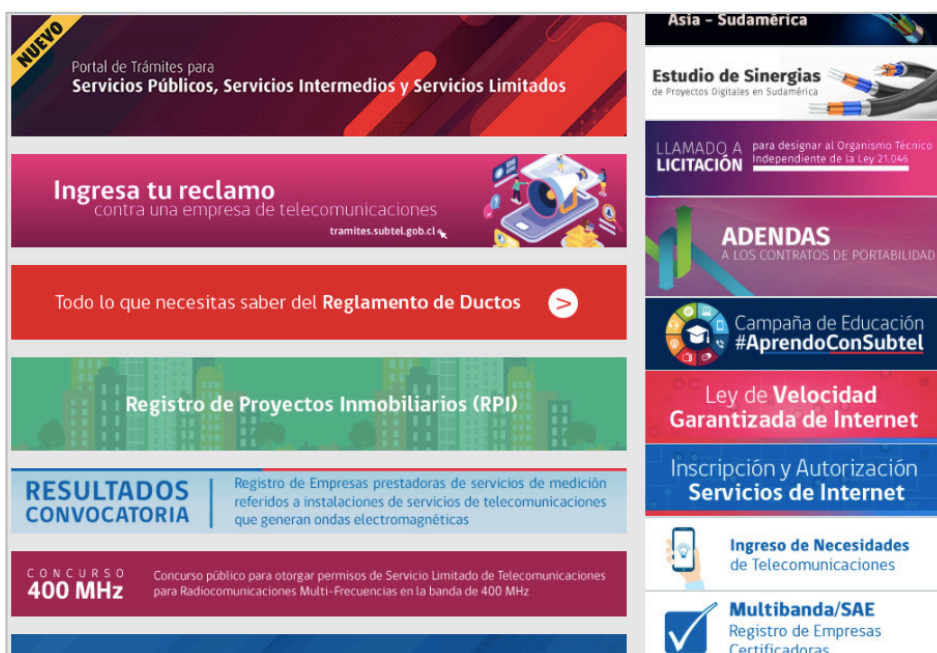 NUEVO
Portal de Trámites para
Servicios Públicos, Servicios Intermedios y Servicios Limitados
Ingresa tu reclamo
contra una empresa de telecomunicaciones
tramites.subtel.gob.cl
Todo lo que necesitas saber del Reglamento de Ductos
Registro de Proyectos Inmobiliarios (RPI)
RESULTADOS
CONVOCATORIA
Registro de Empresas prestadoras de servicios de medición
referidos a instalaciones de servicios de telecomunicaciones
que generan ondas electromagnéticas
CONCURSO
400 MHz
Concurso público para otorgar permisos de Servicio Limitado de Telecomunicaciones
para Radiocomunicaciones Multi-Frecuencias en la banda de 400 MHz
Asia – Sudamérica
Estudio de Sinergias
de Proyectos Digitales en Sudamérica
LLAMADO A
LICITACIÓN
para designar al Organismo Técnico
Independiente de la Ley 21.046
ADENDAS
A LOS CONTRATOS DE PORTABILIDAD
Campaña de Educación
#AprendoConSubtel
Ley de Velocidad
Garantizada de Internet
Inscripción y Autorización
Servicios de Internet
Ingreso de Necesidades
de Telecomunicaciones
Multibanda/SAE
Registro de Empresas
Certificadoras